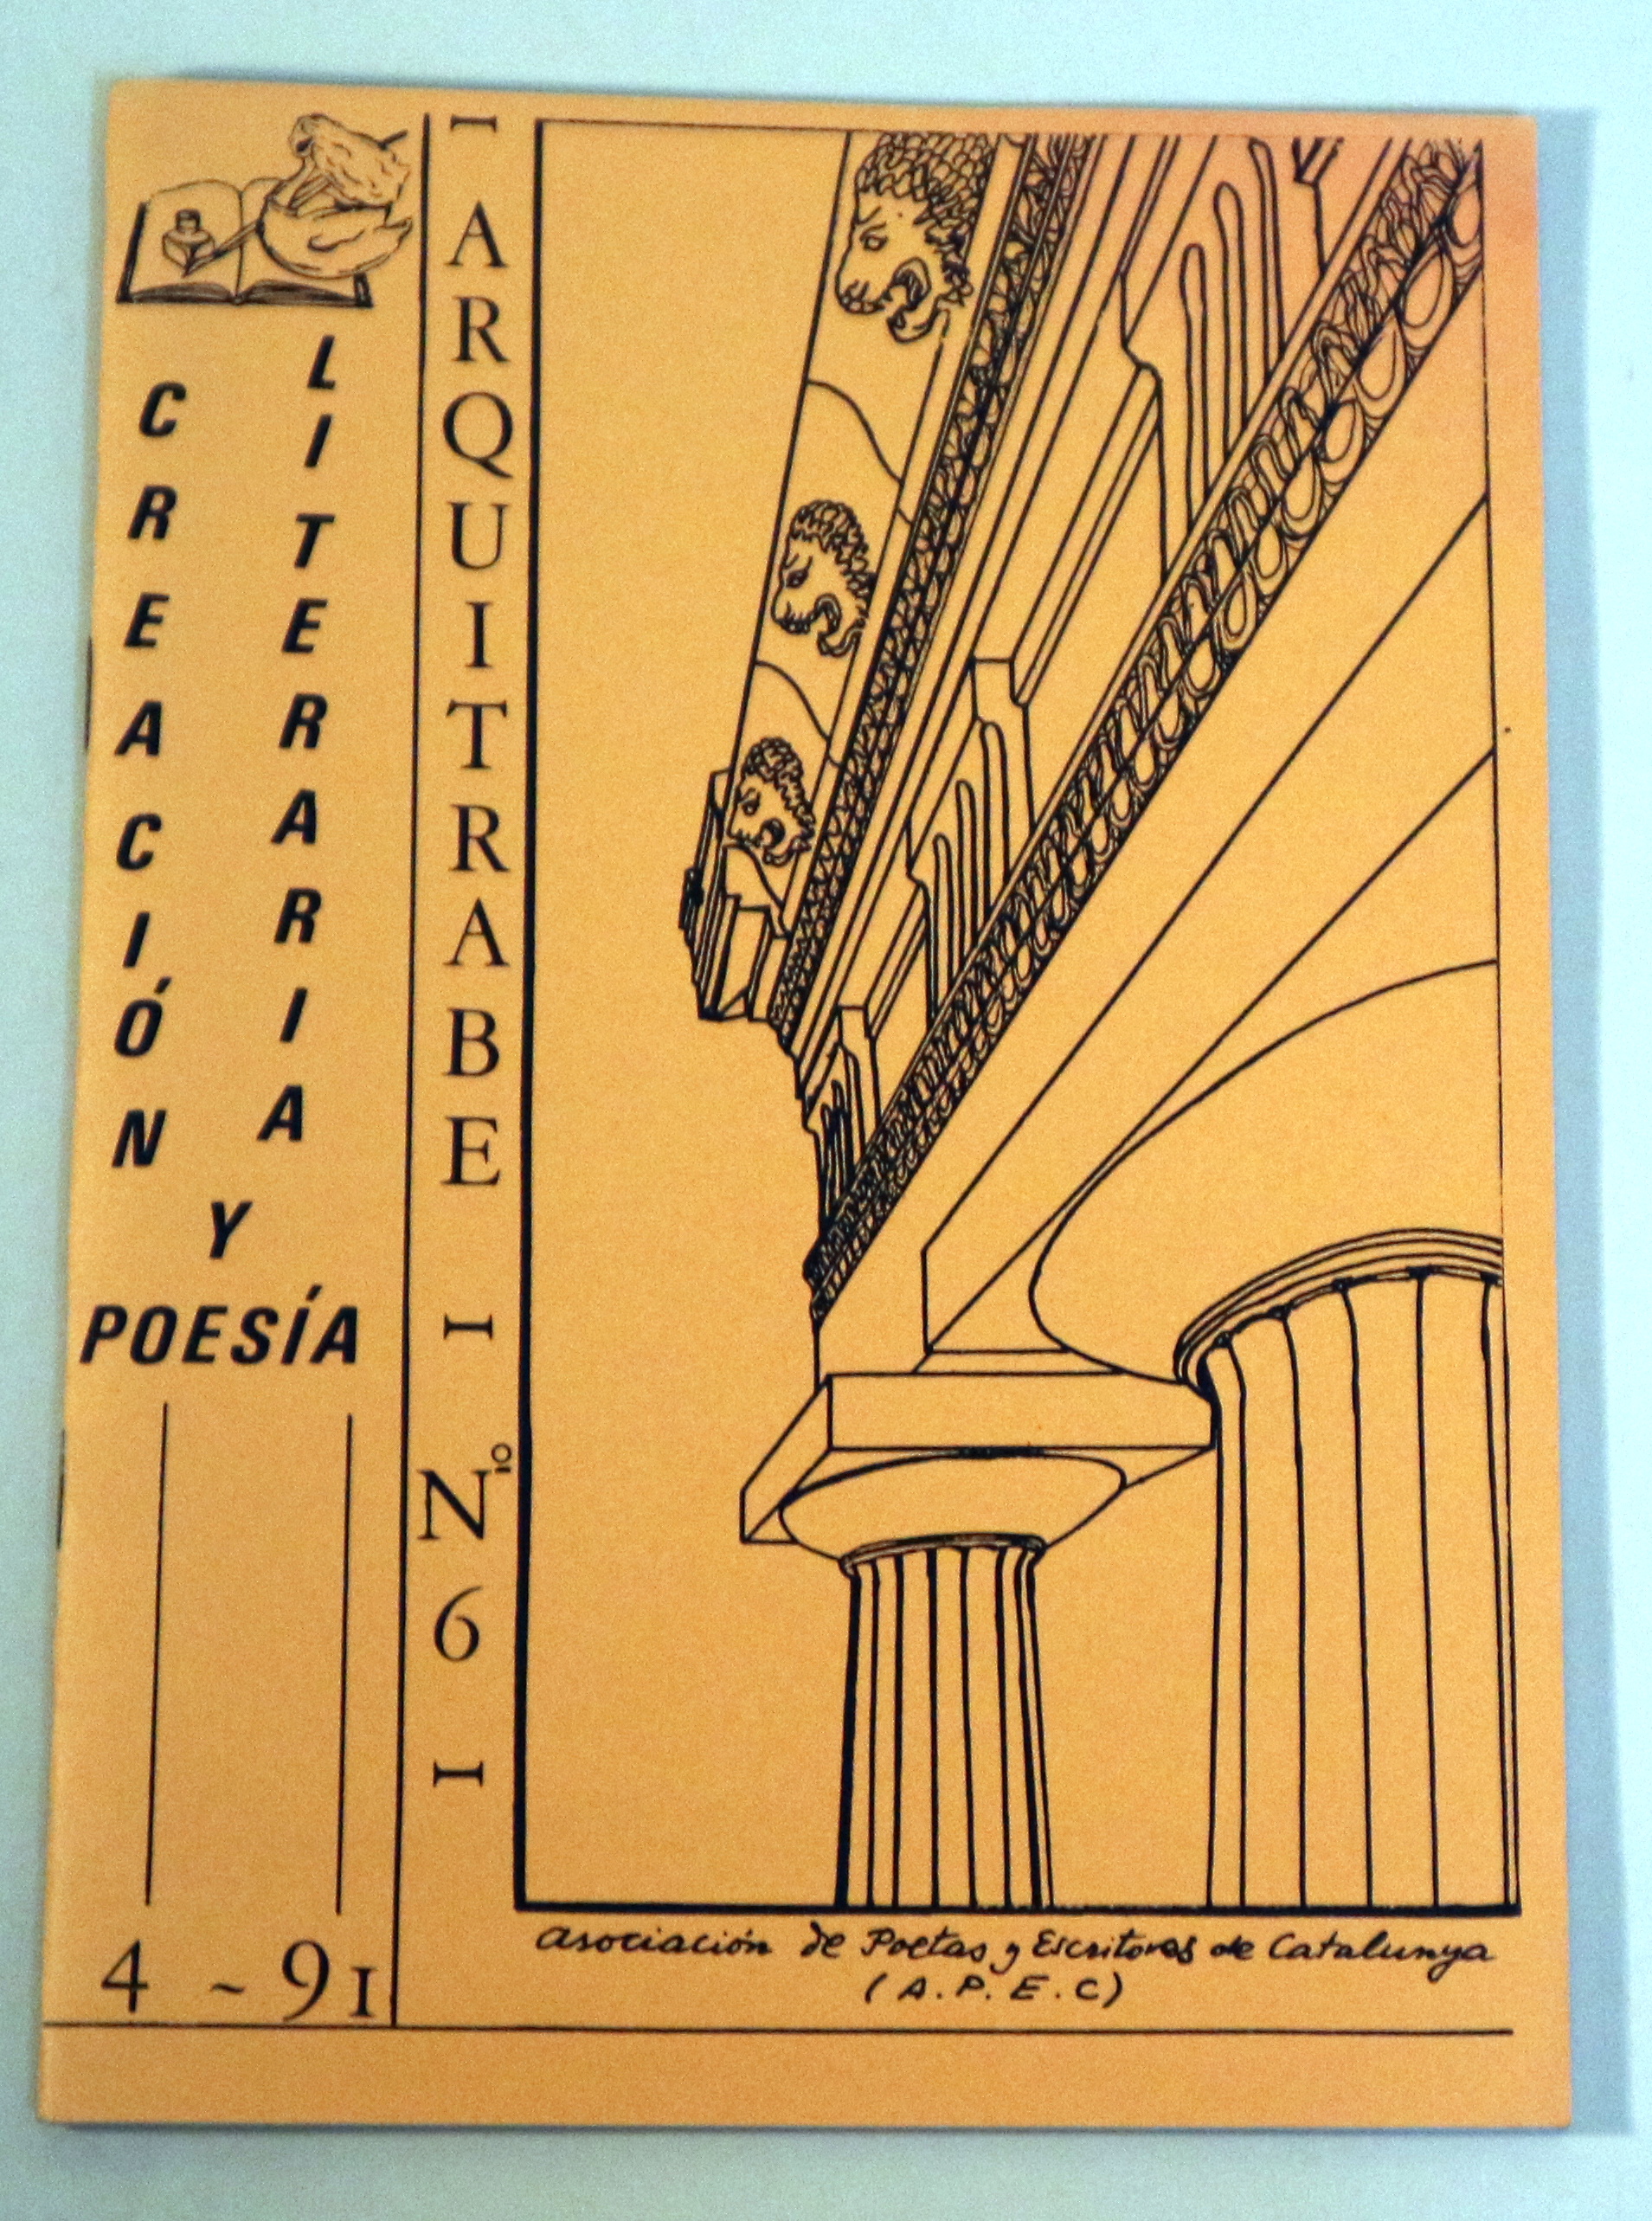 CREACIÓN
LITERARIA
Y
POESÍA
4 ~ 91
ARQUITRABE
Nº 6
Asociación de Poetas y Escritores de Catalunya
(A.P.E.C)